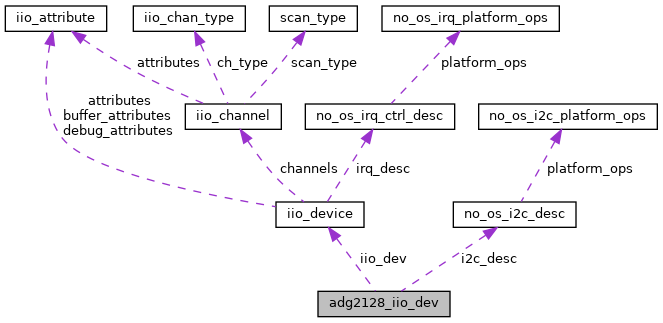 iio_attribute
iio_chan_type
scan_type
no_os_irq_platform_ops
attributes
ch_type
scan_type
platform_ops
attributes
buffer_attributes
debug_attributes
iio_channel
no_os_irq_ctrl_desc
no_os_i2c_platform_ops
channels
irq_desc
platform_ops
iio_device
no_os_i2c_desc
iio_dev
i2c_desc
adg2128_iio_dev